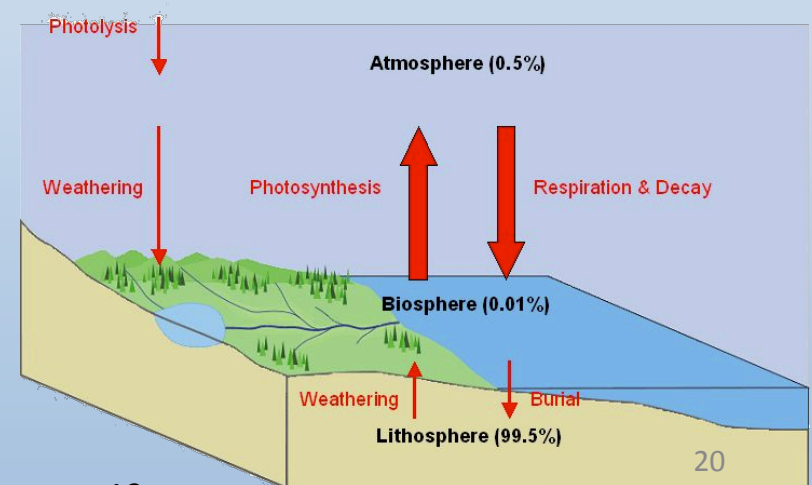 Photolysis
Atmosphere (0.5%)
Weathering
Photosynthesis
Respiration & Decay
Biosphere (0.01%)
Weathering
Burial
Lithosphere (99.5%)
20